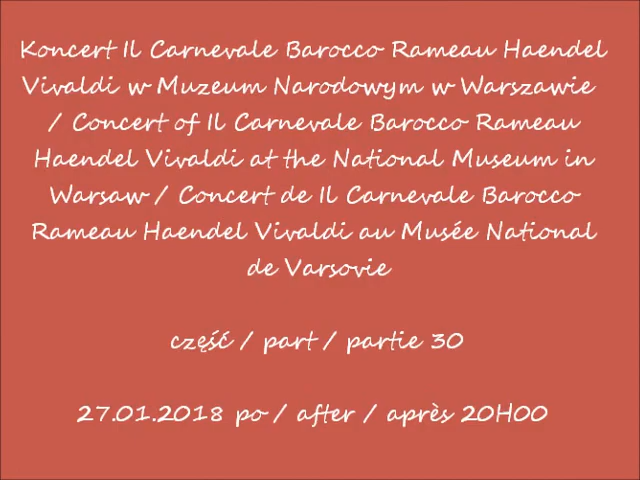 Koncert Il Carnevale Barocco Rameau Haendel
Vivaldi w Muzeum Narodowym w Warszawie
/ Concert of Il Carnevale Barocco Rameau
Haendel Vivaldi at the National Museum in
Warsaw / Concert de Il Carnevale Barocco
Rameau Haendel Vivaldi au Musée National
de Varsovie
część / part / partie 30
27.01.2018 po / after / après 20H00